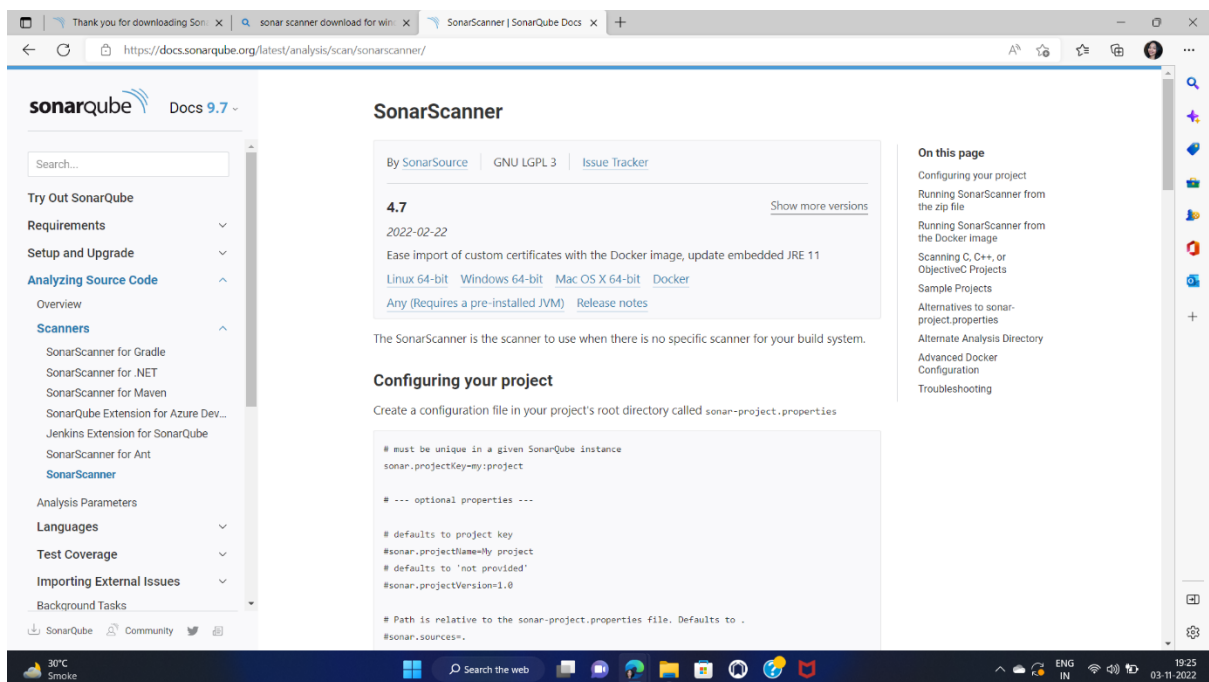 Thank you for downloading Son
sonar scanner download for wind
SonarScanner | SonarQube Docs
https://docs.sonarqube.org/latest/analysis/scan/sonarscanner/
sonarqube
Docs 9.7
Search...
Try Out SonarQube
Requirements
Setup and Upgrade
Analyzing Source Code
Overview
Scanners
SonarScanner for Gradle
SonarScanner for .NET
SonarScanner for Maven
SonarQube Extension for Azure Dev...
Jenkins Extension for SonarQube
SonarScanner for Ant
SonarScanner
Analysis Parameters
Languages
Test Coverage
Importing External Issues
Background Tasks
SonarQube Community
SonarScanner
By SonarSource GNU LGPL 3 Issue Tracker
4.7 Show more versions
2022-02-22
Ease import of custom certificates with the Docker image, update embedded JRE 11
Linux 64-bit Windows 64-bit Mac OS X 64-bit Docker
Any (Requires a pre-installed JVM) Release notes
The SonarScanner is the scanner to use when there is no specific scanner for your build system.
Configuring your project
Create a configuration file in your project's root directory called sonar-project.properties
# must be unique in a given SonarQube instance
sonar.projectKey=my:project
# --- optional properties ---
# defaults to project key
#sonar.projectName=My project
# defaults to 'not provided'
#sonar.projectVersion=1.0
# Path is relative to the sonar-project.properties file. Defaults to .
#sonar.sources=.
On this page
Configuring your project
Running SonarScanner from
the zip file
Running SonarScanner from
the Docker image
Scanning C, C++, or
ObjectiveC Projects
Sample Projects
Alternatives to sonar-
project.properties
Alternate Analysis Directory
Advanced Docker
Configuration
Troubleshooting
30°C
Smoke
Search the web
ENG
IN
19:25
03-11-2022